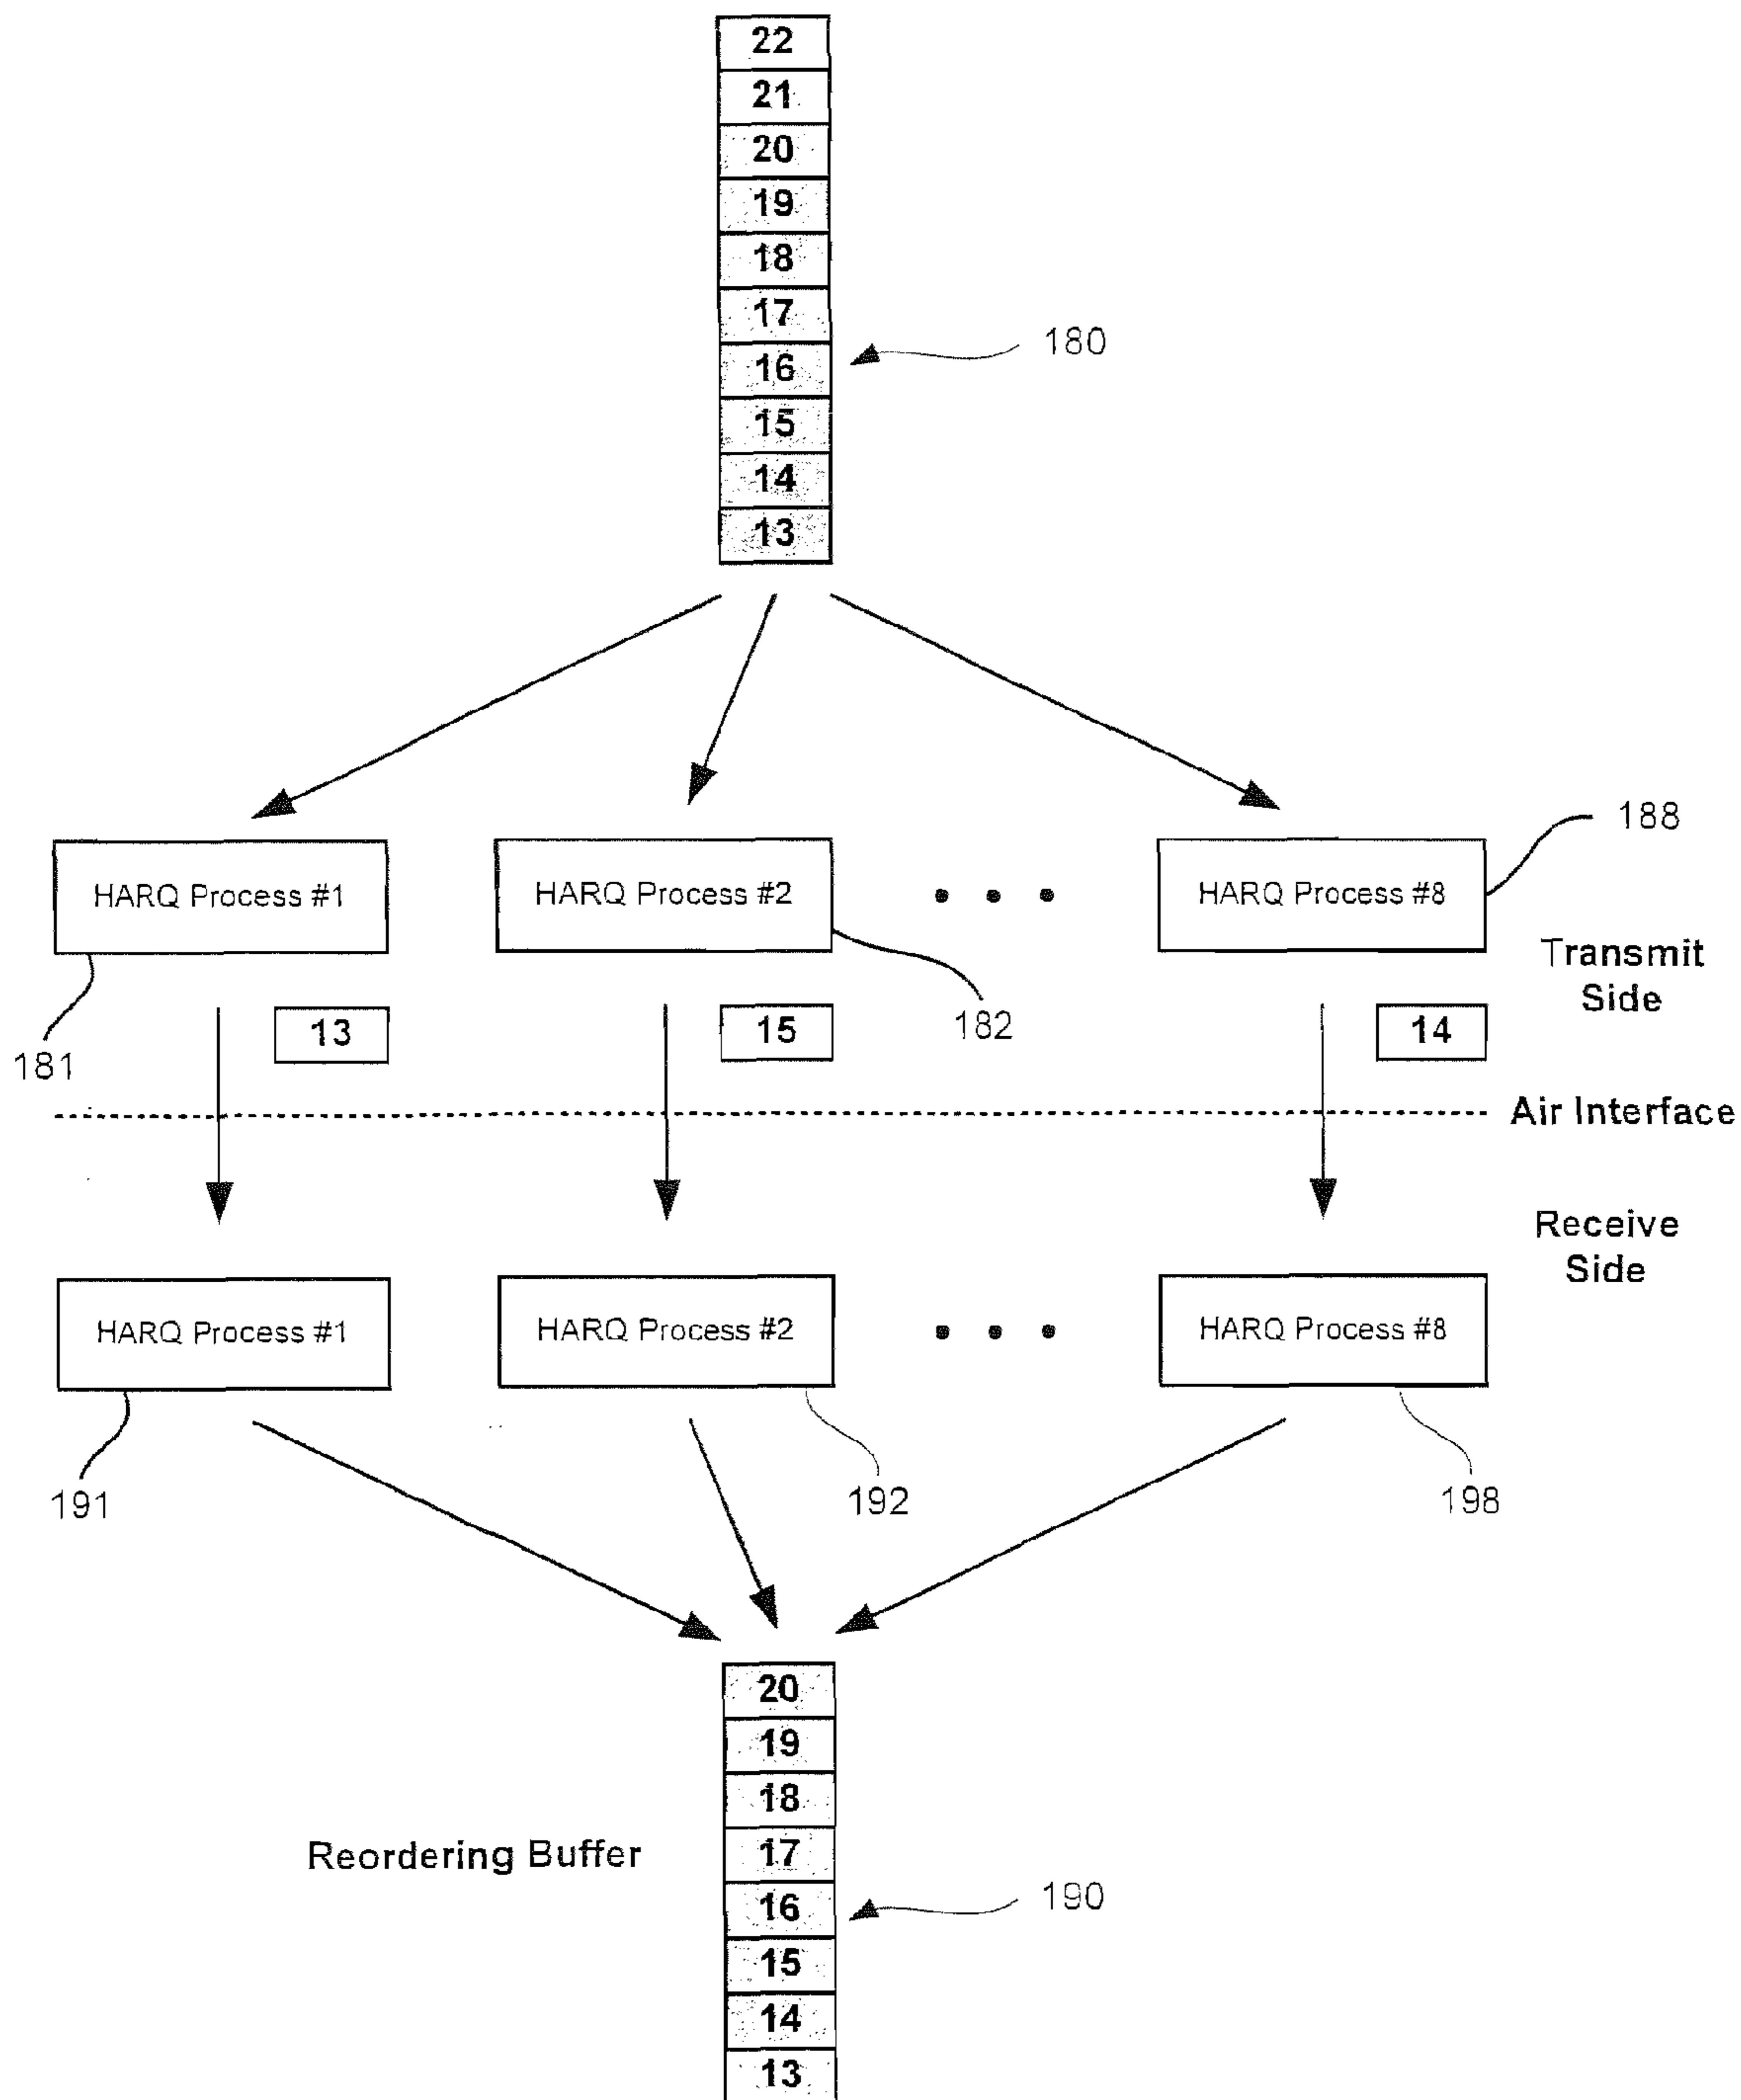 22
21
20
19
18
17
180
16
15
14
13
188
HARQ Process #1
HARQ Process #2
HARQ Process #8
Transmit
Side
181
13
15
182
14
Air Interface
Receive
Side
HARQ Process #1
HARQ Process #2
HARQ Process #8
191
192
198
20
19
18
Reordering Buffer
17
16
190
15
14
13